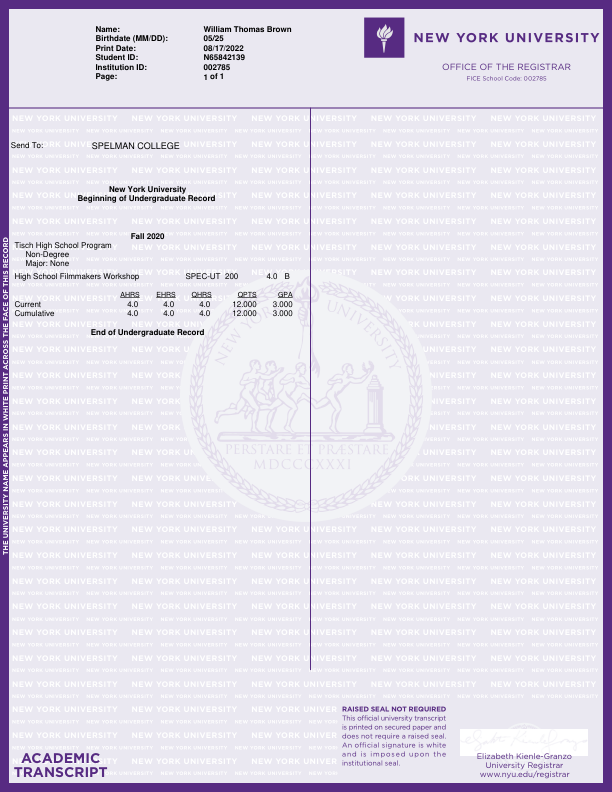 Name: William Thomas Brown
Birthdate (MM/DD): 05/25
Print Date: 08/17/2022
Student ID: N65842139
Institution ID: 002785
Page: 1 of 1
NEW YORK UNIVERSITY
OFFICE OF THE REGISTRAR
FICE School Code: 002785
Send To: SPELMAN COLLEGE
New York University
Beginning of Undergraduate Record
Fall 2020
Tisch High School Program
Non-Degree
Major: None
High School Filmmakers Workshop SPEC-UT 200 4.0 B
AHRS EHRS QHRS QPTS GPA
Current 4.0 4.0 4.0 12.000 3.000
Cumulative 4.0 4.0 4.0 12.000 3.000
End of Undergraduate Record
NEW YORK UNIVERSITY
PERSTARE ET PRÆSTARE
MDCCCXXXI
THE UNIVERSITY NAME APPEARS IN WHITE PRINT ACROSS THE FACE OF THIS RECORD
ACADEMIC
TRANSCRIPT
RAISED SEAL NOT REQUIRED
This official university transcript
is printed on secured paper and
does not require a raised seal.
An official signature is white
and is imposed upon the
institutional seal.
Elizabeth Kienle-Granzo
University Registrar
www.nyu.edu/registrar